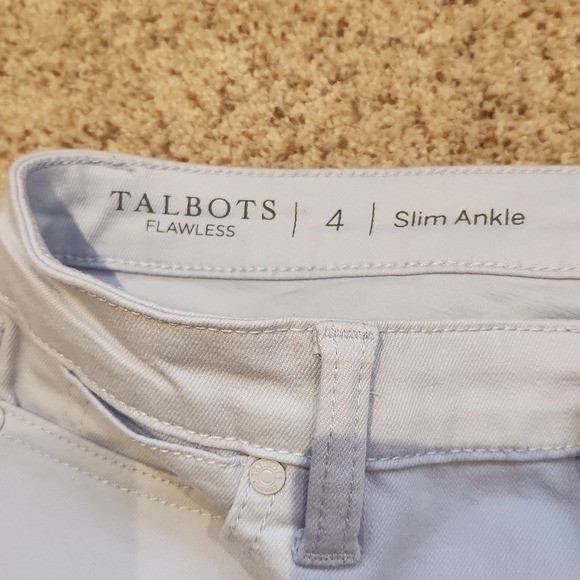 TALBOTS | 4 | Slim Ankle
FLAWLESS